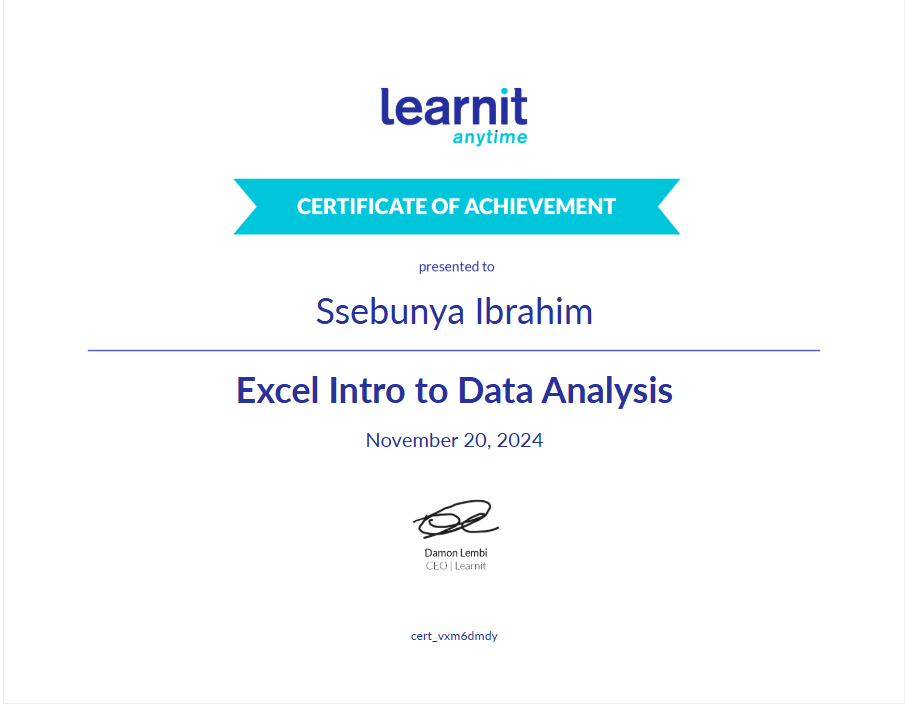 learnit
anytime
CERTIFICATE OF ACHIEVEMENT
presented to
Ssebunya Ibrahim
Excel Intro to Data Analysis
November 20, 2024
Damon Lembi
CEO | Learnit
cert_vxm6dmdy